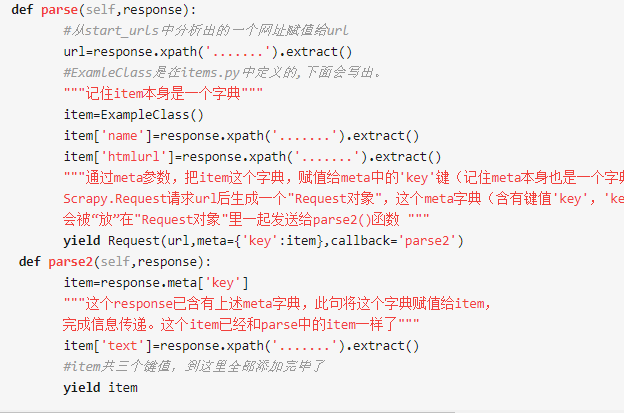 def parse(self,response):
#从start_urls中分析出的一个网址赋值给url
url=response.xpath('.......').extract()
#ExamleClass是在items.py中定义的,下面会写出。
"""记住item本身是一个字典"""
item=ExampleClass()
item['name']=response.xpath('.......').extract()
item['htmlurl']=response.xpath('.......').extract()
"""通过meta参数，把item这个字典，赋值给meta中的'key'键（记住meta本身也是一个字典
Scrapy.Request请求url后生成一个"Request对象"，这个meta字典（含有键值'key'，'ke
会被“放”在"Request对象"里一起发送给parse2()函数 """
yield Request(url,meta={'key':item},callback='parse2')
def parse2(self,response):
item=response.meta['key']
"""这个response已含有上述meta字典，此句将这个字典赋值给item，
完成信息传递。这个item已经和parse中的item一样了"""
item['text']=response.xpath('.......').extract()
#item共三个键值，到这里全部添加完毕了
yield item